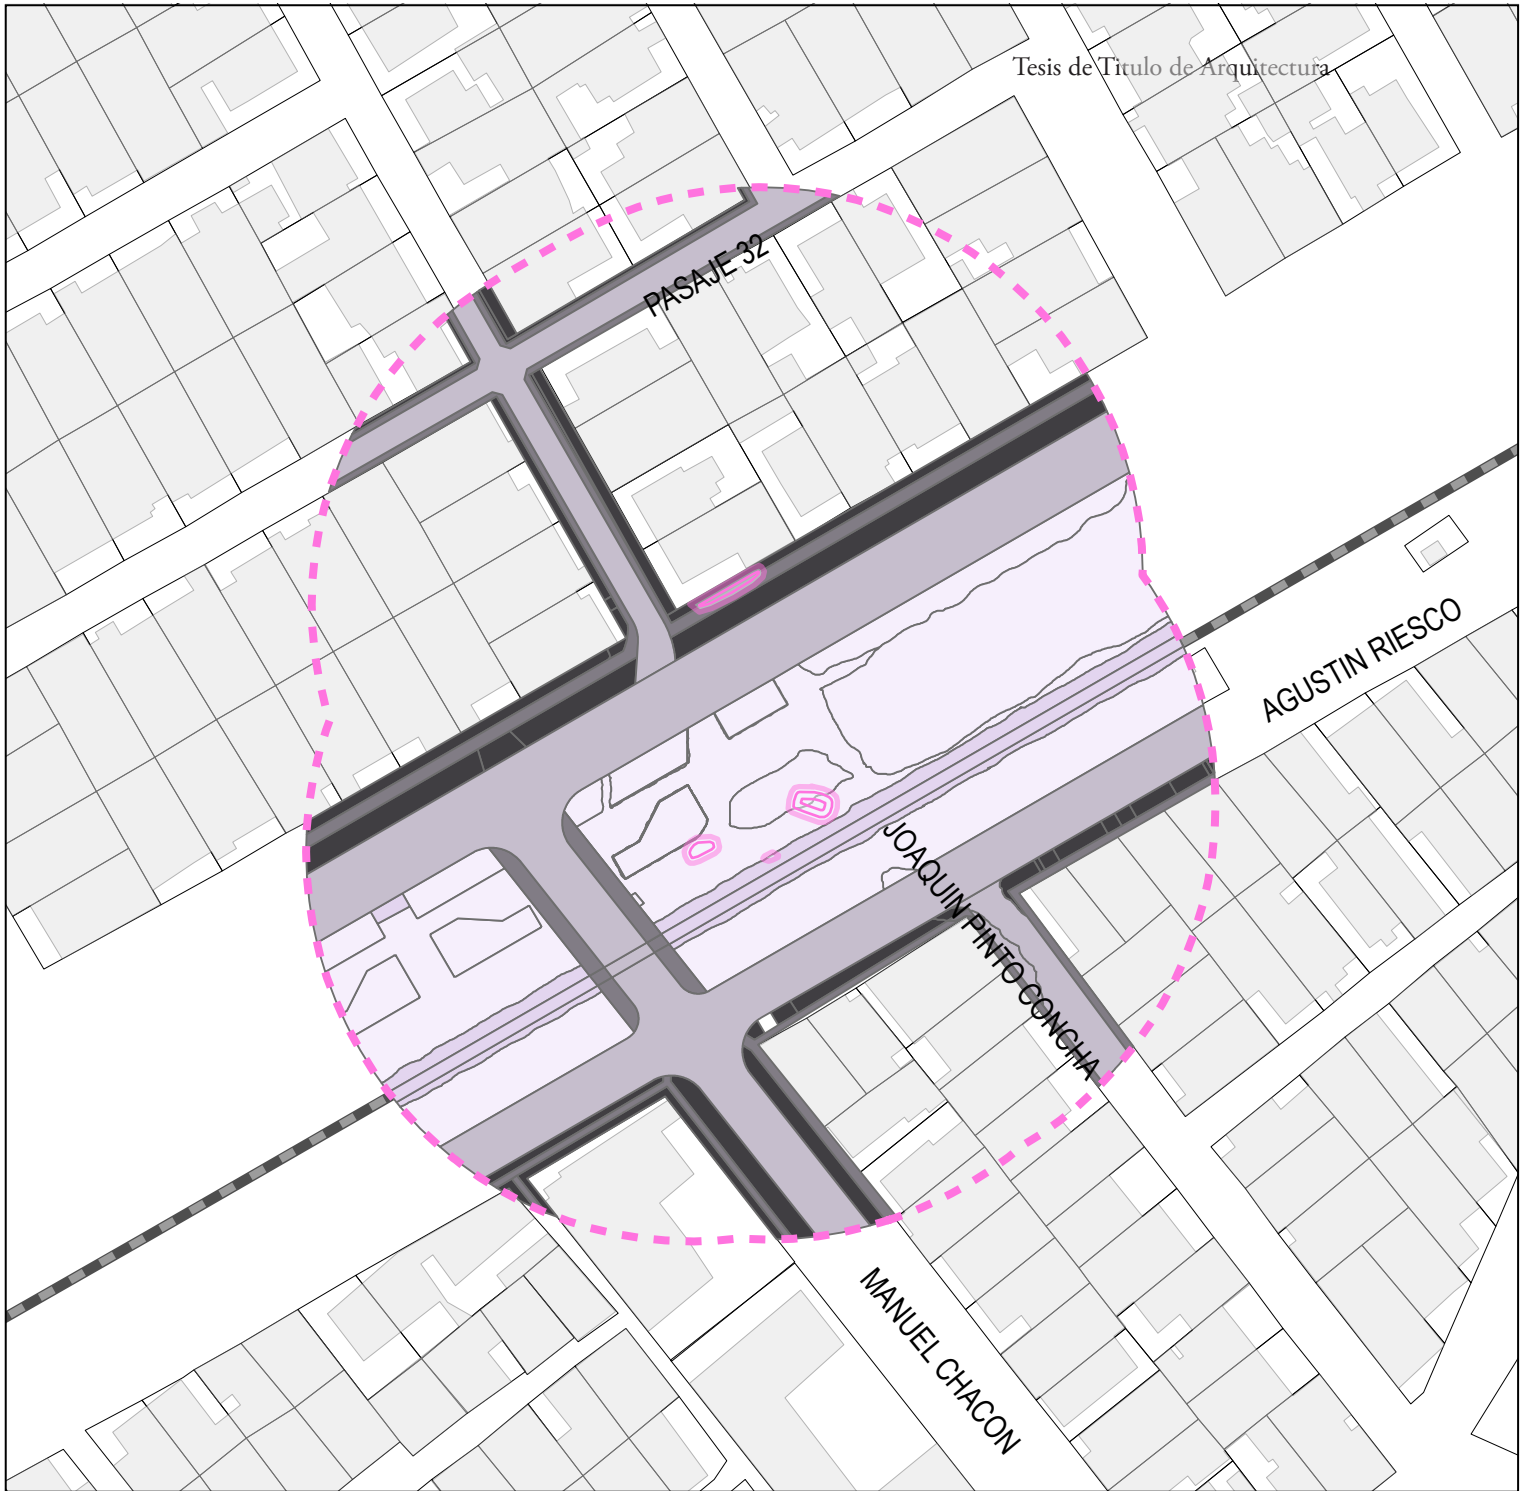 Tesis de Titulo de Arquitectura
PASAJE 32
AGUSTIN RIESCO
JOAQUIN PINTO CONCHA
MANUEL CHACON